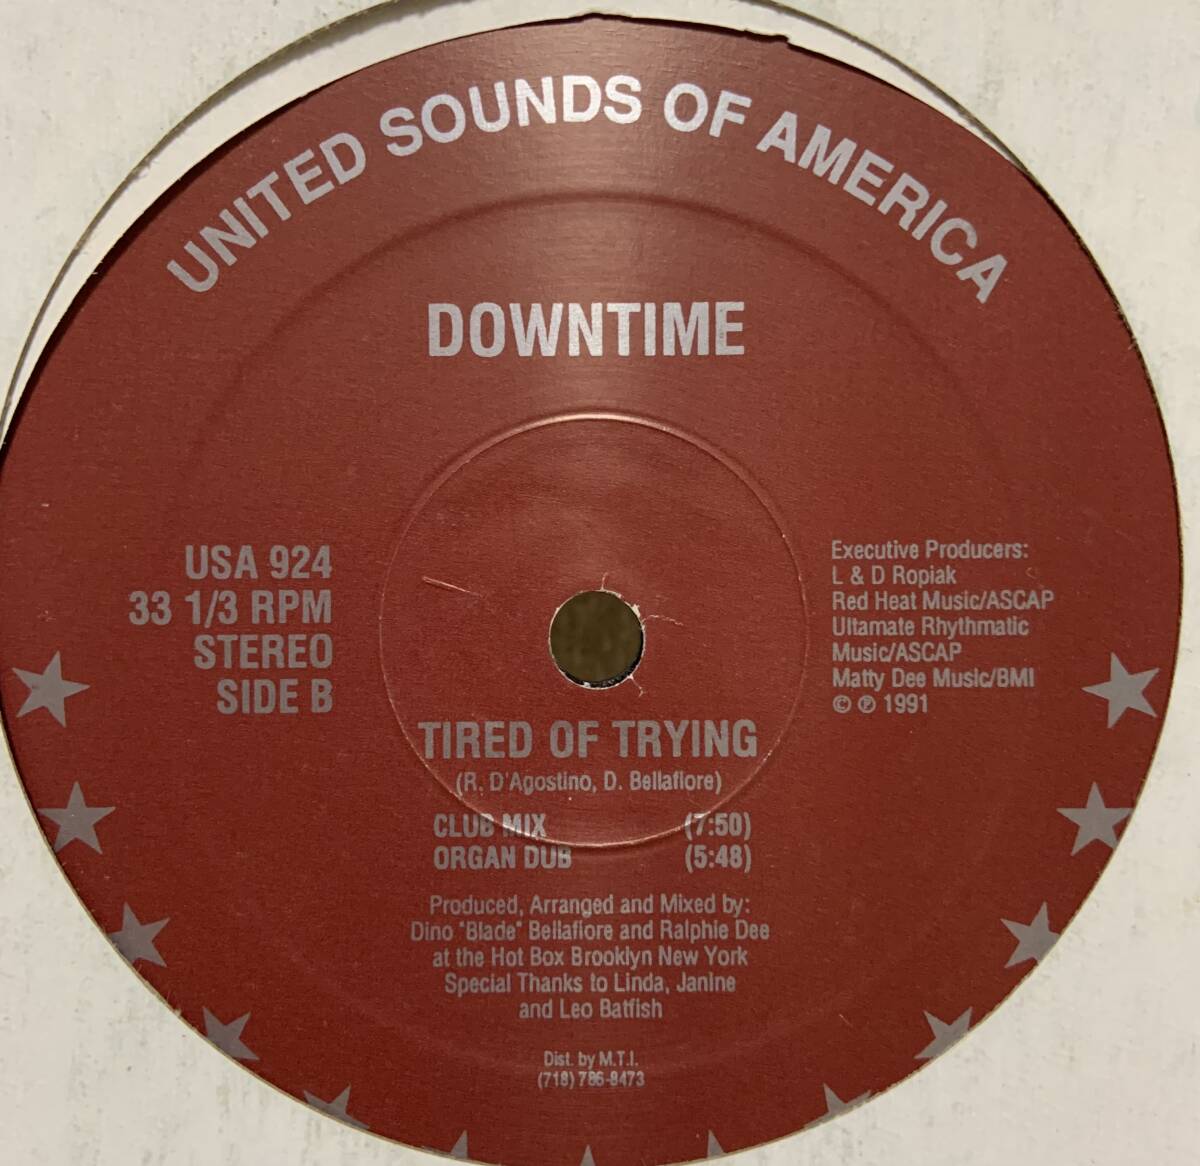 UNITED SOUNDS OF AMERICA
DOWNTIME
USA 924
33 1/3 RPM
STEREO
SIDE B
Executive Producers:
L & D Ropiak
Red Heat Music/ASCAP
Ultamate Rhythmatic
Music/ASCAP
Matty Dee Music/BMI
© ℗ 1991
TIRED OF TRYING
(R. D'Agostino, D. Bellafiore)
CLUB MIX (7:50)
ORGAN DUB (5:48)
Produced, Arranged and Mixed by:
Dino "Blade" Bellafiore and Ralphie Dee
at the Hot Box Brooklyn New York
Special Thanks to Linda, Janine
and Leo Batfish
Dist. by M.T.I.
(718) 786-8473